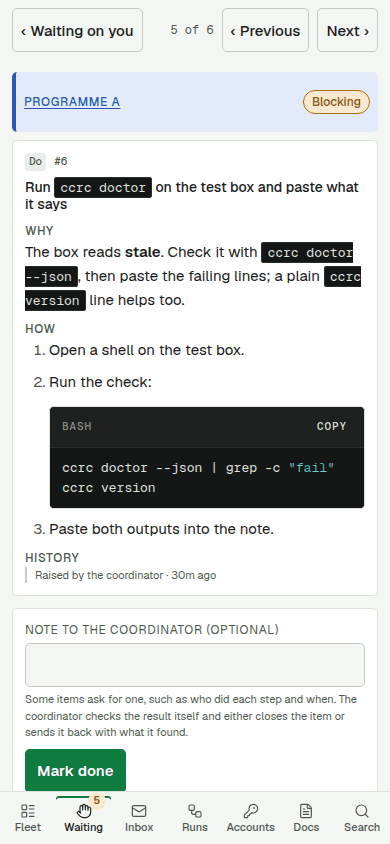 ‹ Waiting on you 5 of 6 ‹ Previous Next ›
PROGRAMME A Blocking
Do #6
Run ccrc doctor on the test box and paste what
it says
WHY
The box reads stale. Check it with ccrc doctor
--json, then paste the failing lines; a plain ccrc
version line helps too.
HOW
1. Open a shell on the test box.
2. Run the check:
BASH COPY
ccrc doctor --json | grep -c "fail"
ccrc version
3. Paste both outputs into the note.
HISTORY
Raised by the coordinator · 30m ago
NOTE TO THE COORDINATOR (OPTIONAL)
Some items ask for one, such as who did each step and when. The
coordinator checks the result itself and either closes the item or
sends it back with what it found.
Mark done
5
Fleet Waiting Inbox Runs Accounts Docs Search